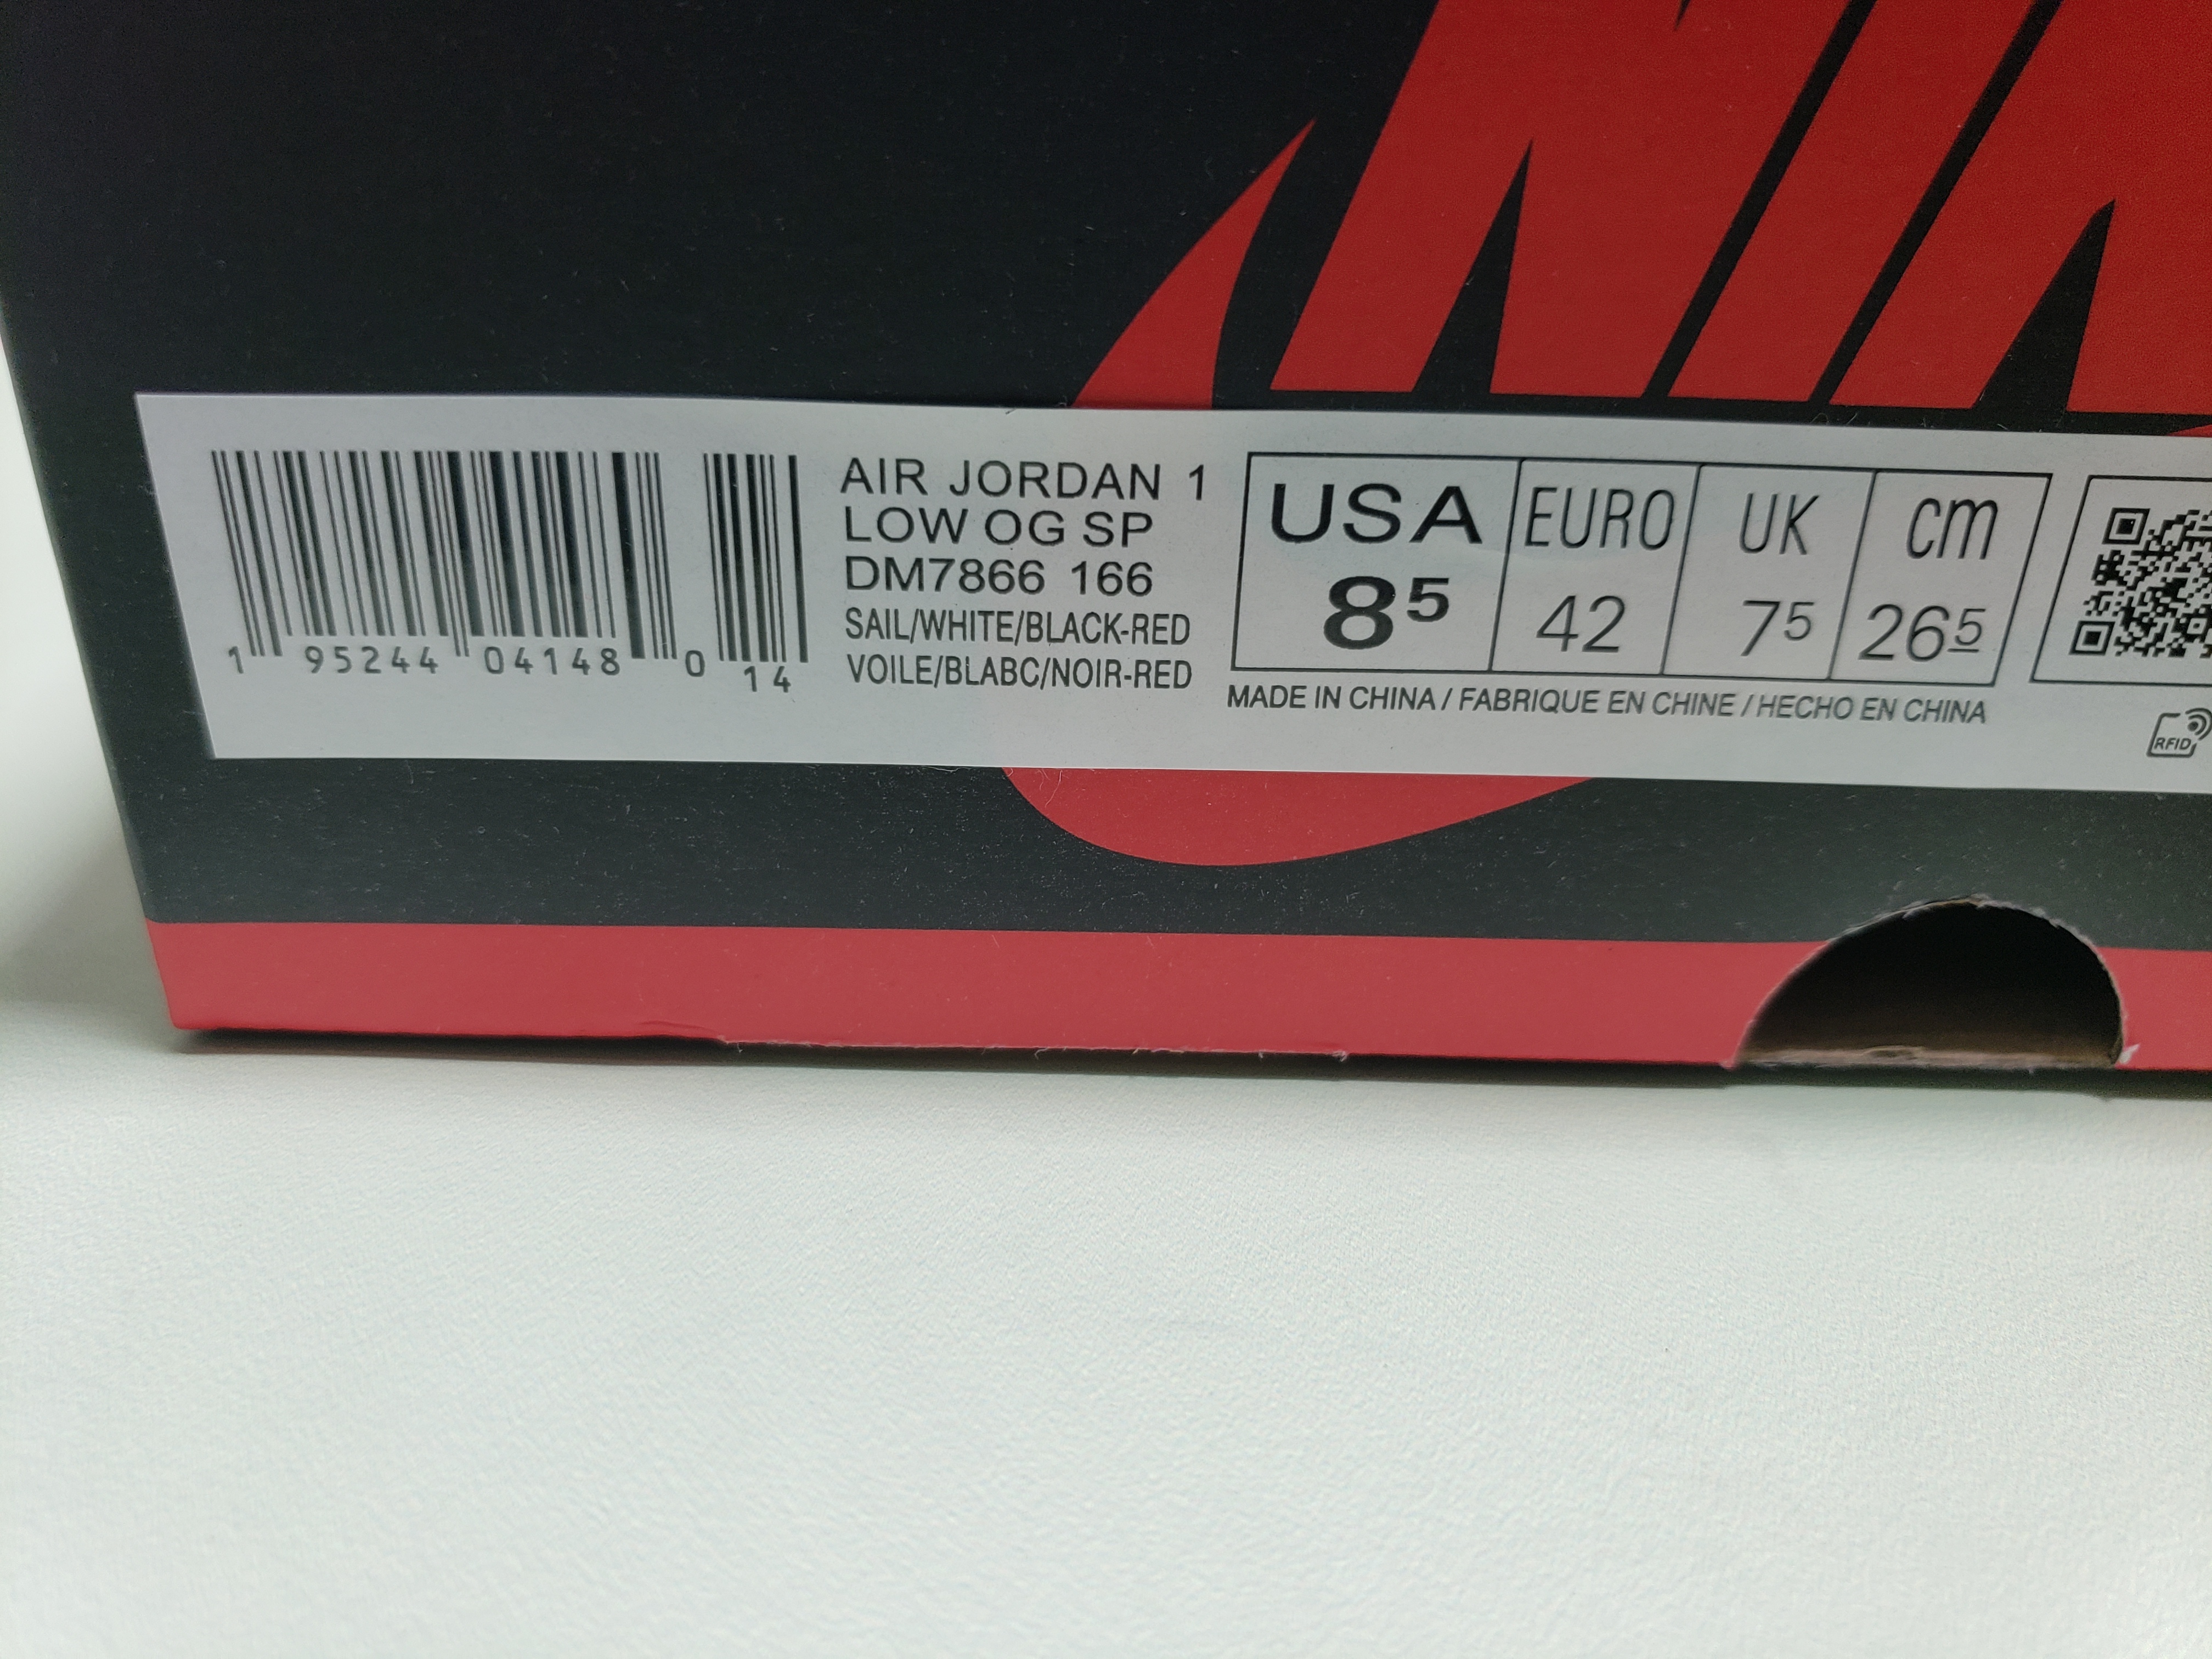 NIK
AIR JORDAN 1
LOW OG SP
DM7866 166
SAIL/WHITE/BLACK-RED
VOILE/BLABC/NOIR-RED
1 95244 04148 0 14
USA EURO UK cm
8⁵ 42 7⁵ 26⁵
MADE IN CHINA / FABRIQUE EN CHINE / HECHO EN CHINA
RFID